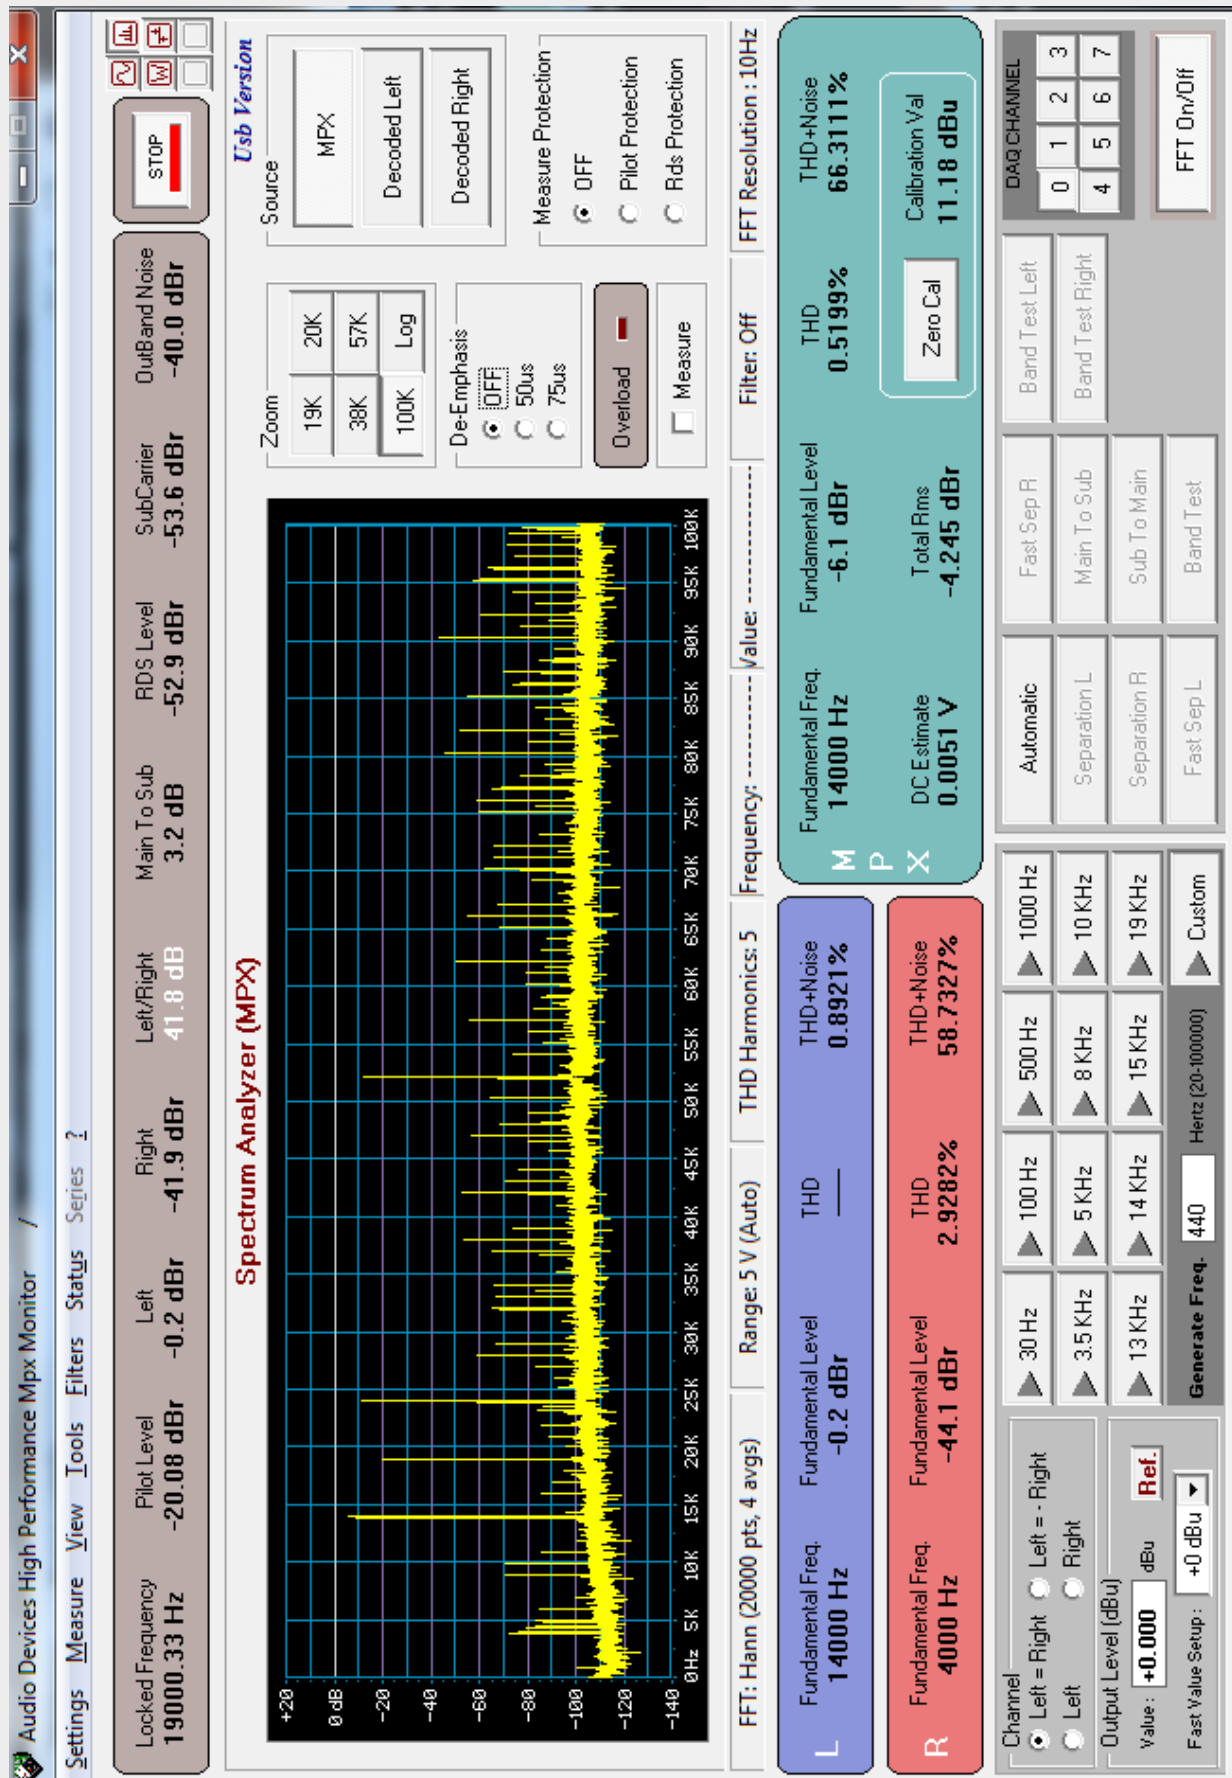 Audio Devices High Performance Mpx Monitor /
Settings Measure View Tools Filters Status Series ?
Locked Frequency Pilot Level Left Right Left/Right Main To Sub RDS Level SubCarrier OutBand Noise
19000.33 Hz -20.08 dBr -0.2 dBr -41.9 dBr 41.8 dB 3.2 dB -52.9 dBr -53.6 dBr -40.0 dBr
STOP
Spectrum Analyzer (MPX)
Usb Version
+20
0 dB
-20
-40
-60
-80
-100
-120
-140
0Hz 5K 10K 15K 20K 25K 30K 35K 40K 45K 50K 55K 60K 65K 70K 75K 80K 85K 90K 95K 100K
Zoom
19K 20K
38K 57K
100K Log
De-Emphasis
OFF
50us
75us
Overload
Measure
Source
MPX
Decoded Left
Decoded Right
Measure Protection
OFF
Pilot Protection
Rds Protection
FFT: Hann (20000 pts, 4 avgs) Range: 5 V (Auto) THD Harmonics: 5 Frequency: ------------- Value: ------------------- Filter: Off FFT Resolution : 10Hz
L
Fundamental Freq. Fundamental Level THD THD+Noise
14000 Hz -0.2 dBr ---- 0.8921%
R
Fundamental Freq. Fundamental Level THD THD+Noise
4000 Hz -44.1 dBr 2.9282% 58.7327%
M
P
X
Fundamental Freq. Fundamental Level THD THD+Noise
14000 Hz -6.1 dBr 0.5199% 66.3111%
DC Estimate Total Rms Zero Cal Calibration Val
0.0051 V -4.245 dBr 11.18 dBu
Channel
Left = Right Left = - Right
Left Right
Output Level (dBu)
Value : +0.000 dBu Ref.
Fast Value Setup : +0 dBu
30 Hz 100 Hz 500 Hz 1000 Hz
3.5 KHz 5 KHz 8 KHz 10 KHz
13 KHz 14 KHz 15 KHz 19 KHz
Generate Freq. 440 Hertz (20-100000) Custom
Automatic Fast Sep R Band Test Left
Separation L Main To Sub Band Test Right
Separation R Sub To Main
Fast Sep L Band Test
DAQ CHANNEL
0 1 2 3
4 5 6 7
FFT On/Off